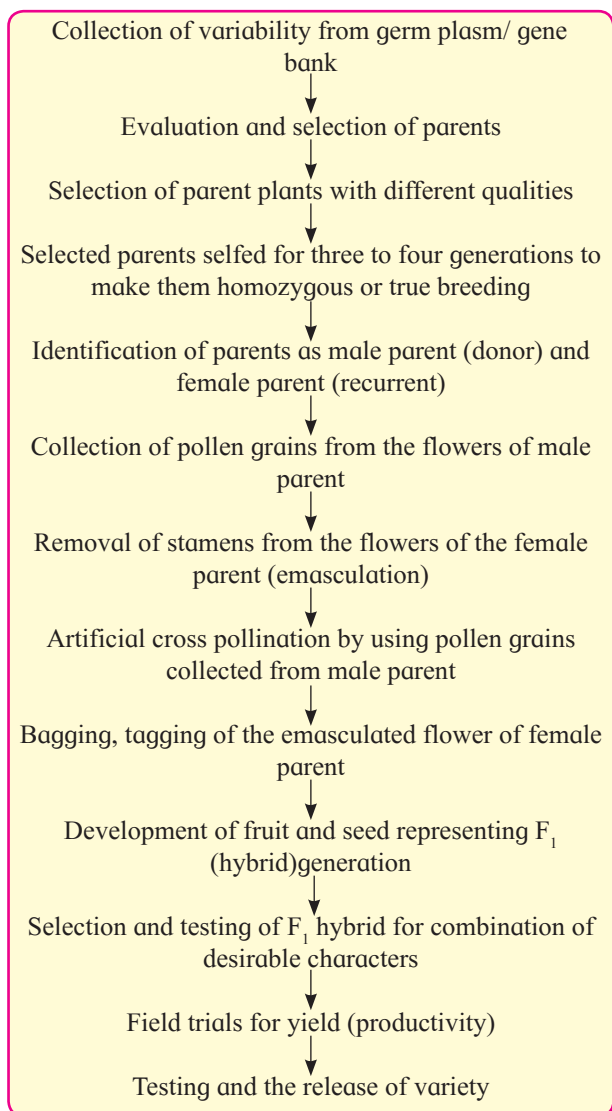 Collection of variability from germ plasm/ gene
bank
Evaluation and selection of parents
Selection of parent plants with different qualities
Selected parents selfed for three to four generations to
make them homozygous or true breeding
Identification of parents as male parent (donor) and
female parent (recurrent)
Collection of pollen grains from the flowers of male
parent
Removal of stamens from the flowers of the female
parent (emasculation)
Artificial cross pollination by using pollen grains
collected from male parent
Bagging, tagging of the emasculated flower of female
parent
Development of fruit and seed representing F₁
(hybrid)generation
Selection and testing of F₁ hybrid for combination of
desirable characters
Field trials for yield (productivity)
Testing and the release of variety